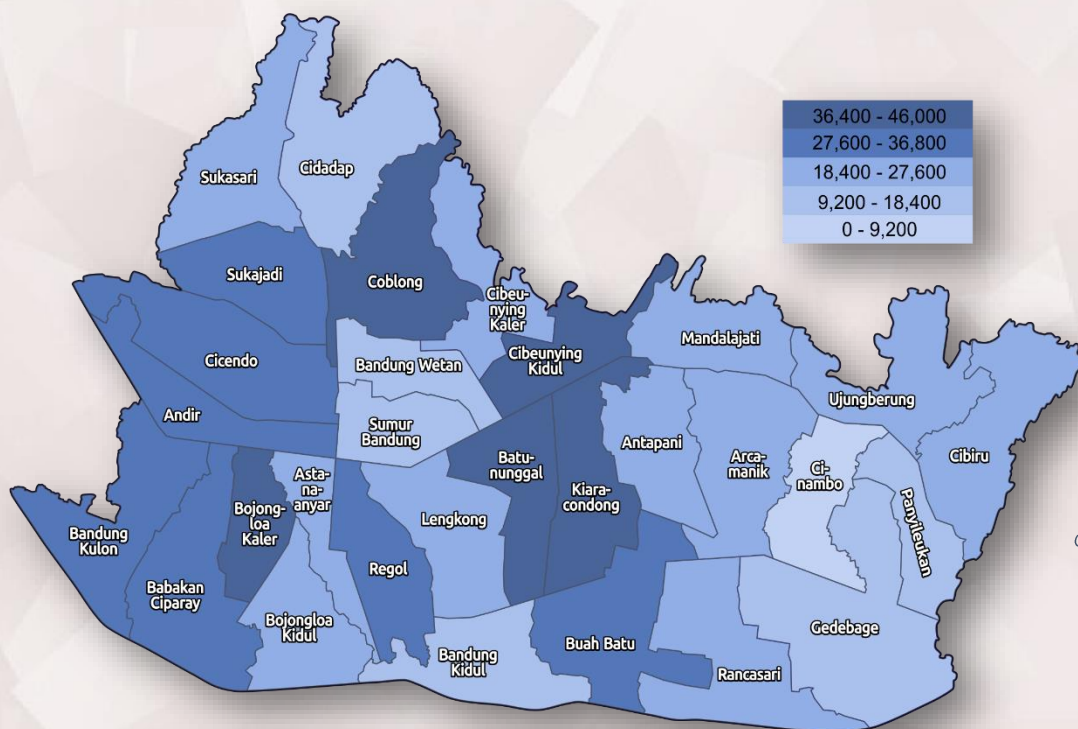 36,400 - 46,000
27,600 - 36,800
18,400 - 27,600
9,200 - 18,400
0 - 9,200
Sukasari
Cidadap
Sukajadi
Coblong
Cibeu-
nying
Kaler
Cicendo
Bandung Wetan
Cibeunying
Kidul
Mandalajati
Ujungberung
Andir
Sumur
Bandung
Antapani
Arca-
manik
Ci-
nambo
Cibiru
Panyileukan
Asta-
na-
anyar
Batu-
nunggal
Kiara-
condong
Bojong-
loa
Kaler
Lengkong
Bandung
Kulon
Regol
Babakan
Ciparay
Bojongloa
Kidul
Bandung
Kidul
Buah Batu
Rancasari
Gedebage